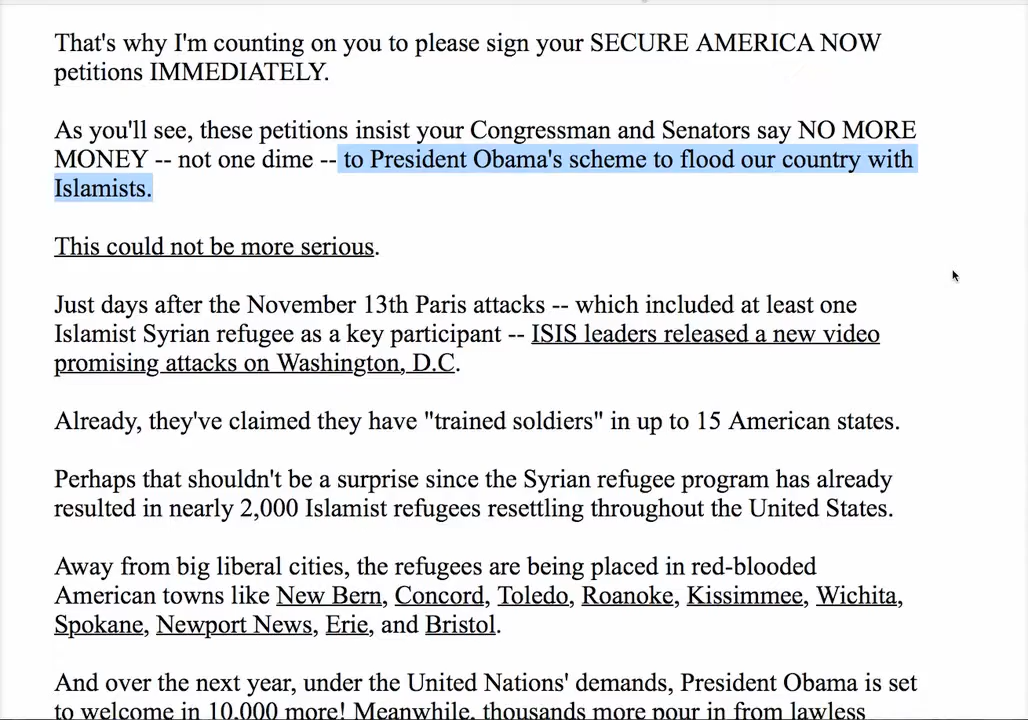 That's why I'm counting on you to please sign your SECURE AMERICA NOW
petitions IMMEDIATELY.
As you'll see, these petitions insist your Congressman and Senators say NO MORE
MONEY -- not one dime -- to President Obama's scheme to flood our country with
Islamists.
This could not be more serious.
Just days after the November 13th Paris attacks -- which included at least one
Islamist Syrian refugee as a key participant -- ISIS leaders released a new video
promising attacks on Washington, D.C.
Already, they've claimed they have "trained soldiers" in up to 15 American states.
Perhaps that shouldn't be a surprise since the Syrian refugee program has already
resulted in nearly 2,000 Islamist refugees resettling throughout the United States.
Away from big liberal cities, the refugees are being placed in red-blooded
American towns like New Bern, Concord, Toledo, Roanoke, Kissimmee, Wichita,
Spokane, Newport News, Erie, and Bristol.
And over the next year, under the United Nations' demands, President Obama is set
to welcome in 10,000 more! Meanwhile, thousands more pour in from lawless